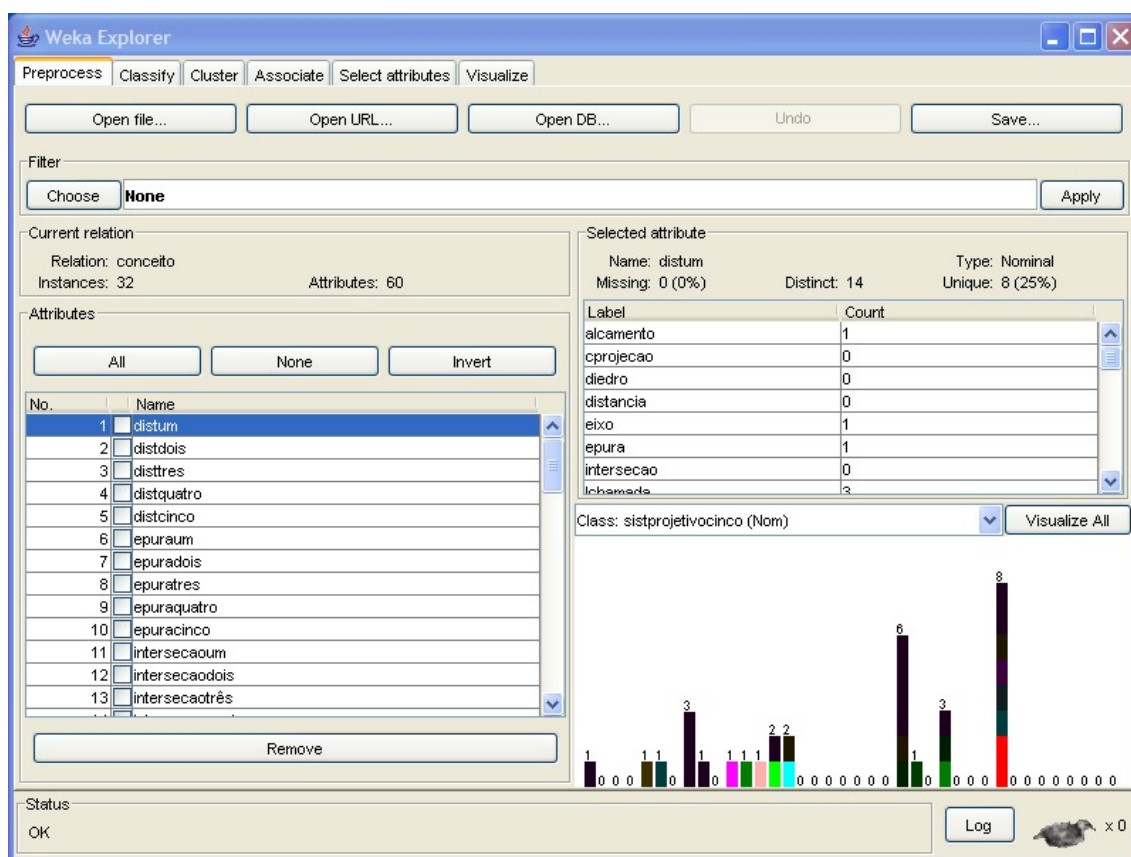 Weka Explorer
Preprocess Classify Cluster Associate Select attributes Visualize
Open file... Open URL... Open DB... Undo Save...
Filter
Choose None Apply
Current relation
Relation: conceito
Instances: 32 Attributes: 60
Attributes
All None Invert
No. Name
1 distum
2 distdois
3 disttres
4 distquatro
5 distcinco
6 epuraum
7 epuradois
8 epuratres
9 epuraquatro
10 epuracinco
11 intersecaoum
12 intersecaodois
13 intersecaotrês
Remove
Selected attribute
Name: distum Type: Nominal
Missing: 0 (0%) Distinct: 14 Unique: 8 (25%)
Label Count
alcamento 1
cprojecao 0
diedro 0
distancia 0
eixo 1
epura 1
intersecao 0
lchamada 3
Class: sistprojetivocinco (Nom) Visualize All
1 0 0 0 1 1 0 3 1 0 1 1 1 2 2 0 0 0 0 0 0 0 0 6 1 0 3 0 0 0 0 8 0 0 0 0 0 0 0 0 0
Status
OK
Log x 0